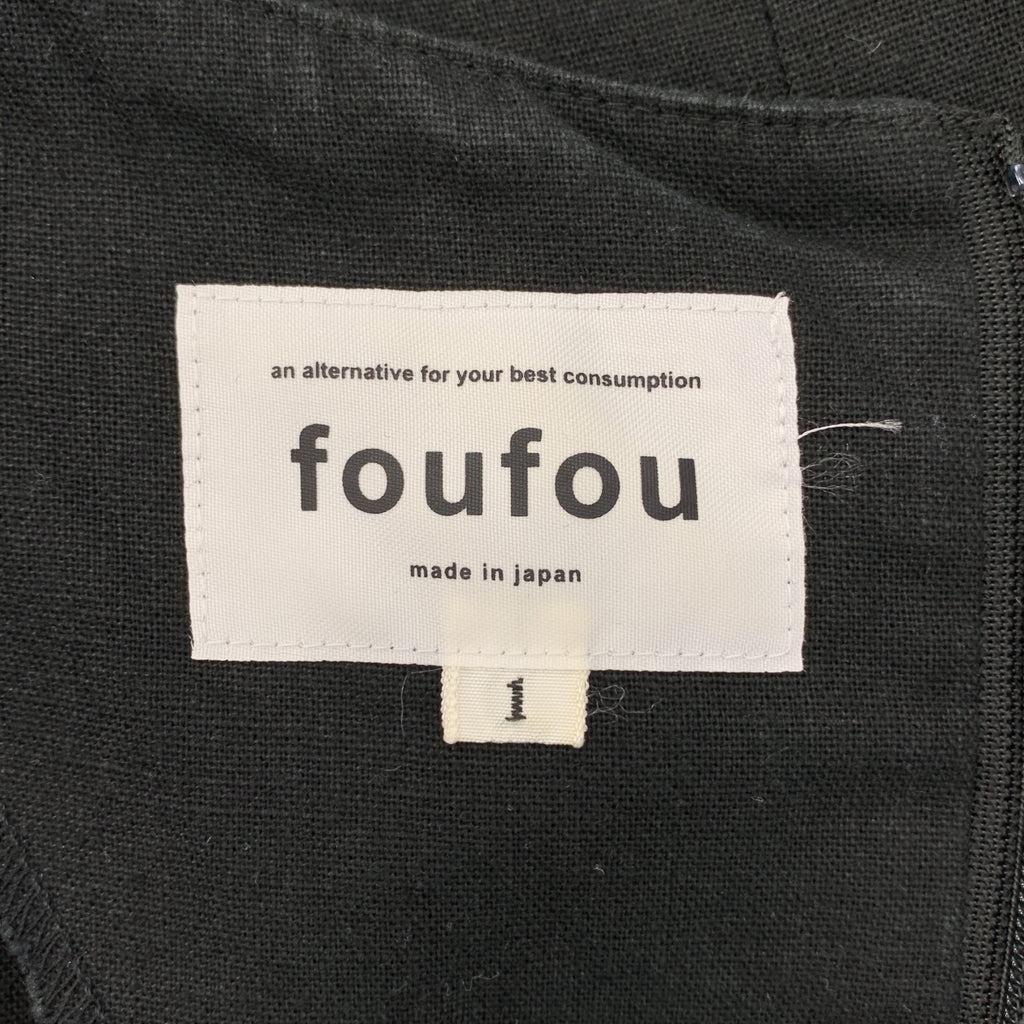 an alternative for your best consumption
foufou
made in japan
1